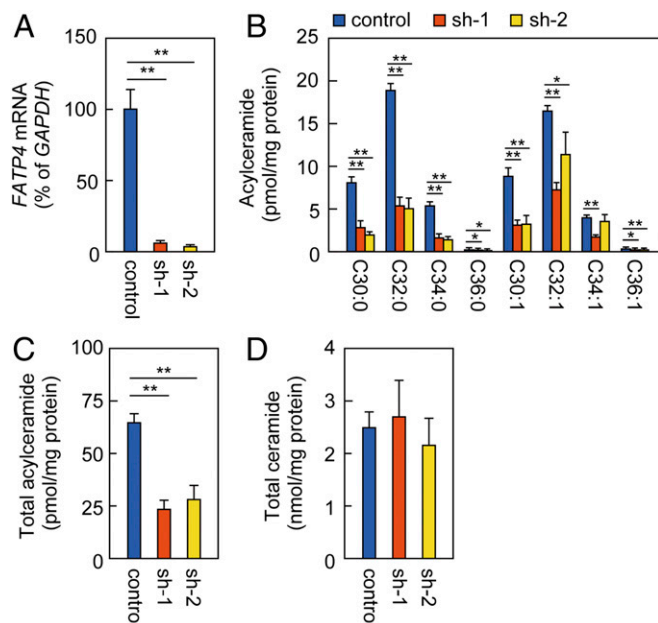 A
FATP4 mRNA
(% of GAPDH)
150
100
50
0
**
**
control
sh-1
sh-2
B
control sh-1 sh-2
Acylceramide
(pmol/mg protein)
25
20
15
10
5
0
**
**
**
**
**
**
*
*
**
**
*
**
**
**
*
C30:0
C32:0
C34:0
C36:0
C30:1
C32:1
C34:1
C36:1
C
Total acylceramide
(pmol/mg protein)
100
75
50
25
0
**
**
contro
sh-1
sh-2
D
Total ceramide
(nmol/mg protein)
4
3
2
1
0
contro
sh-1
sh-2